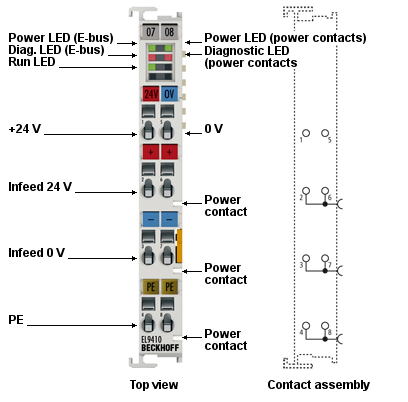 Power LED (E-bus)
Diag. LED (E-bus)
Run LED
07 08
Power LED (power contacts)
Diagnostic LED
(power contacts
24V 0V
+24 V
0 V
1 5
+ +
Infeed 24 V
2 6
Power
contact
- -
Infeed 0 V
3 7
Power
contact
PE PE
PE
4 8
Power
contact
EL9410
BECKHOFF
Top view
Contact assembly